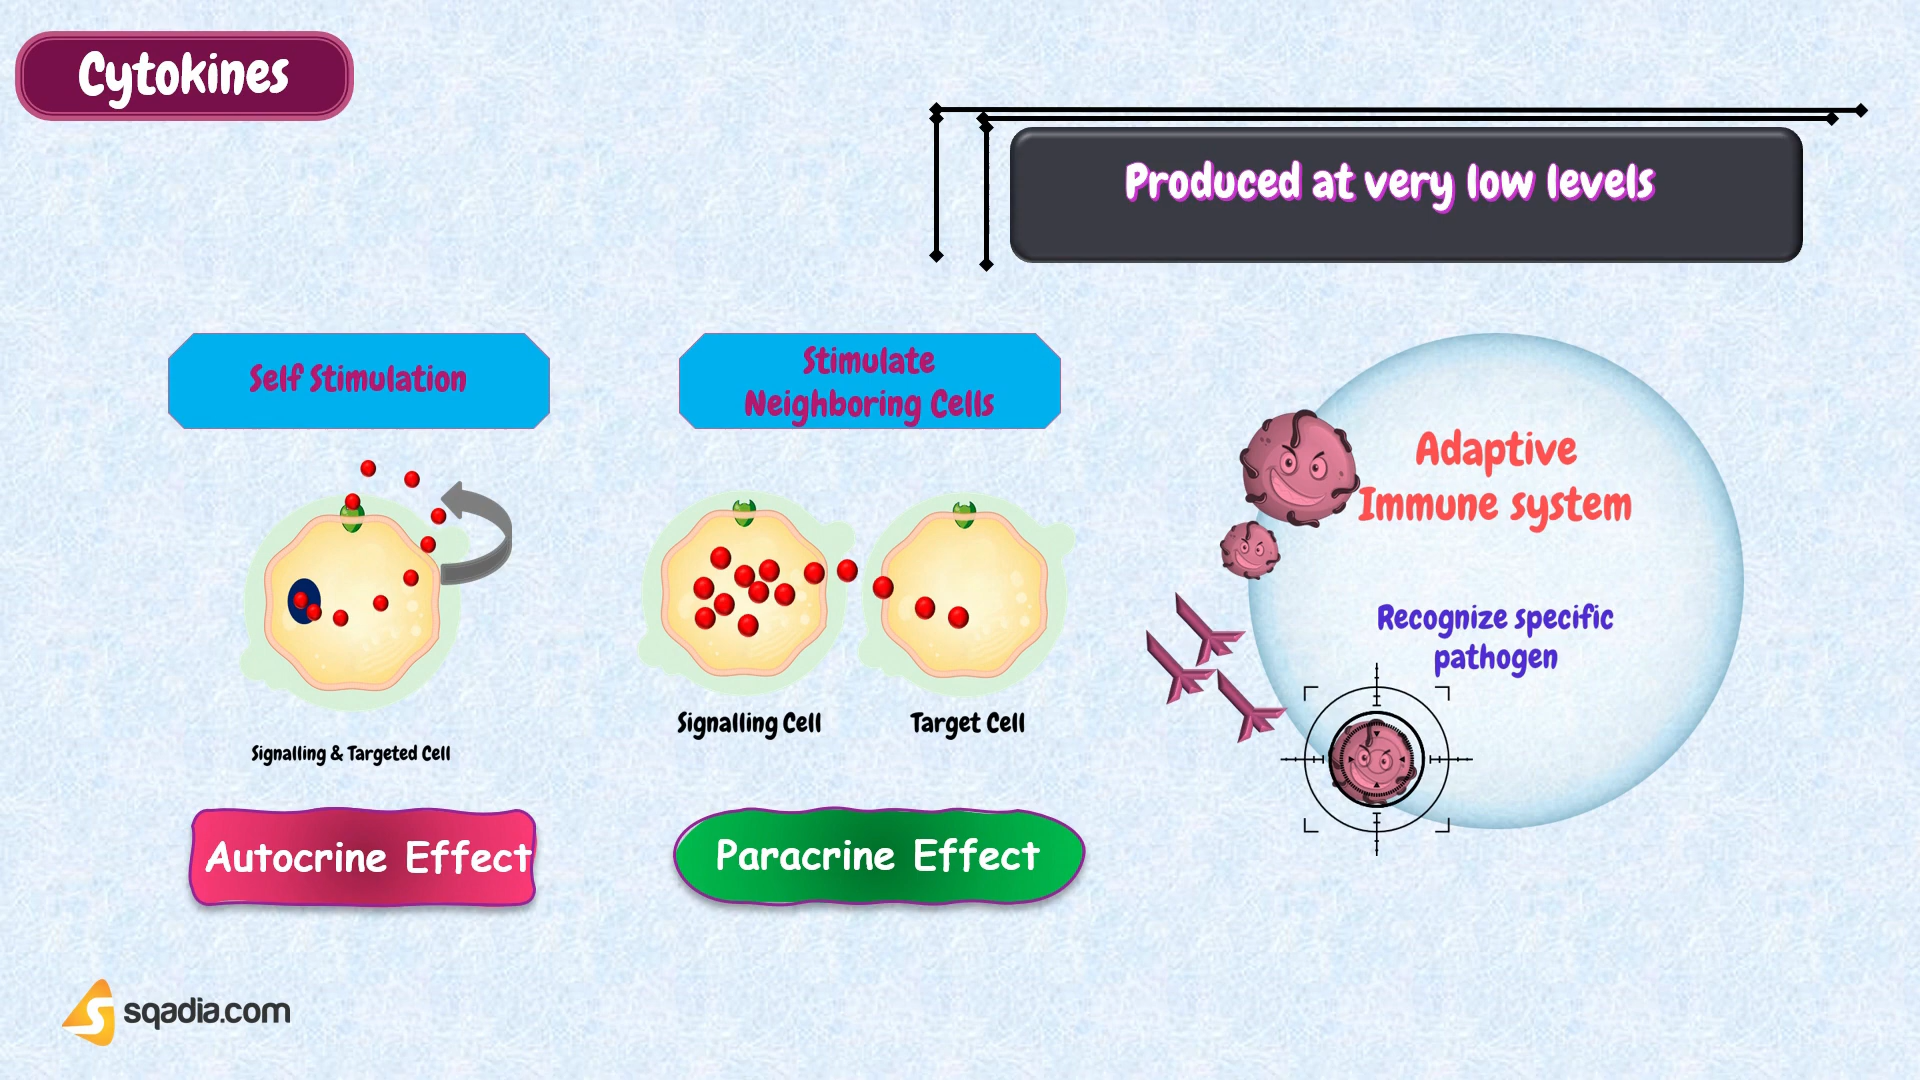 Cytokines
Produced at very low levels
Self Stimulation
Stimulate
Neighboring Cells
Adaptive
Immune system
Recognize specific
pathogen
Signalling Cell
Target Cell
Signalling & Targeted Cell
Autocrine Effect
Paracrine Effect
sqadia.com